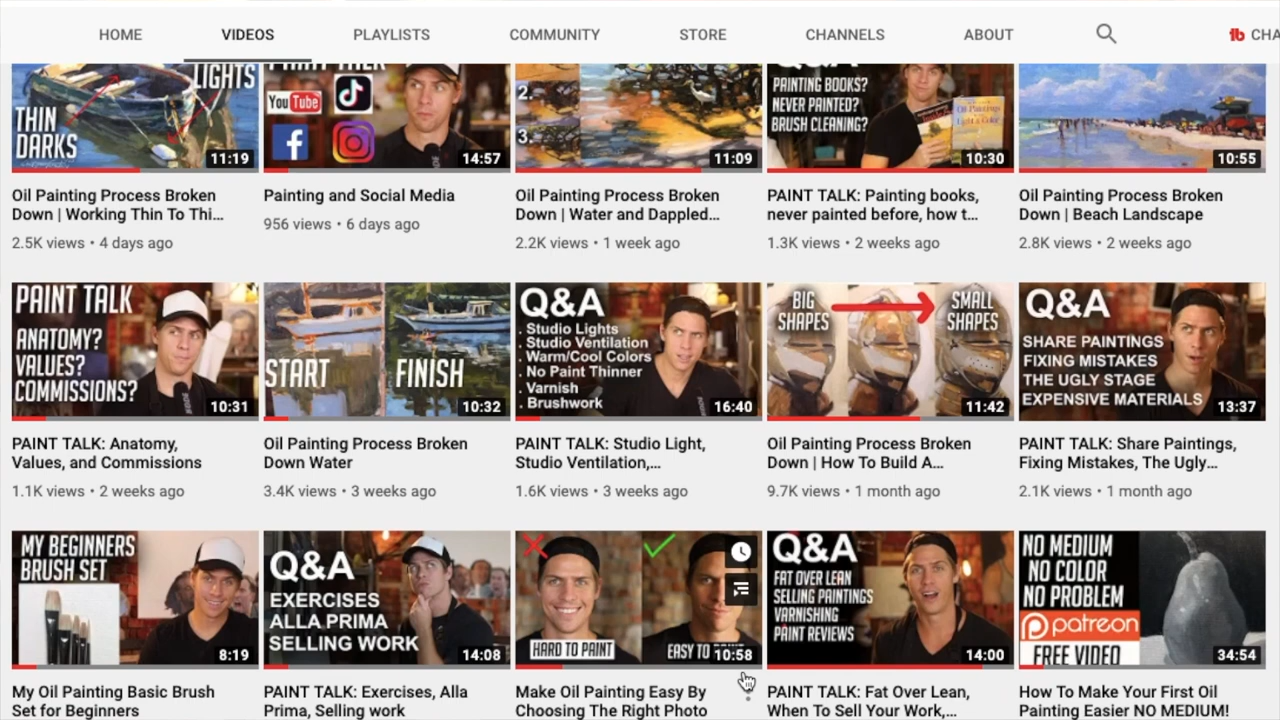 HOME VIDEOS PLAYLISTS COMMUNITY STORE CHANNELS ABOUT CHA
LIGHTS
THIN
DARKS
11:19
Oil Painting Process Broken
Down | Working Thin To Thi...
2.5K views • 4 days ago
PAINT TALK
YouTube
14:57
Painting and Social Media
956 views • 6 days ago
2.
3.
11:09
Oil Painting Process Broken
Down | Water and Dappled...
2.2K views • 1 week ago
Q&A
PAINTING BOOKS?
NEVER PAINTED?
BRUSH CLEANING?
10:30
PAINT TALK: Painting books,
never painted before, how t...
1.3K views • 2 weeks ago
10:55
Oil Painting Process Broken
Down | Beach Landscape
2.8K views • 2 weeks ago
PAINT TALK
ANATOMY?
VALUES?
COMMISSIONS?
10:31
PAINT TALK: Anatomy,
Values, and Commissions
1.1K views • 2 weeks ago
START
FINISH
10:32
Oil Painting Process Broken
Down Water
3.4K views • 3 weeks ago
Q&A
. Studio Lights
. Studio Ventilation
. Warm/Cool Colors
. No Paint Thinner
. Varnish
. Brushwork
16:40
PAINT TALK: Studio Light,
Studio Ventilation,...
1.6K views • 3 weeks ago
BIG
SHAPES
SMALL
SHAPES
11:42
Oil Painting Process Broken
Down | How To Build A...
9.7K views • 1 month ago
Q&A
SHARE PAINTINGS
FIXING MISTAKES
THE UGLY STAGE
EXPENSIVE MATERIALS
13:37
PAINT TALK: Share Paintings,
Fixing Mistakes, The Ugly...
2.1K views • 1 month ago
MY BEGINNERS
BRUSH SET
8:19
My Oil Painting Basic Brush
Set for Beginners
Q&A
EXERCISES
ALLA PRIMA
SELLING WORK
14:08
PAINT TALK: Exercises, Alla
Prima, Selling work
HARD TO PAINT
EASY TO
10:58
Make Oil Painting Easy By
Choosing The Right Photo
Q&A
FAT OVER LEAN
SELLING PAINTINGS
VARNISHING
PAINT REVIEWS
14:00
PAINT TALK: Fat Over Lean,
When To Sell Your Work,...
NO MEDIUM
NO COLOR
NO PROBLEM
patreon
FREE VIDEO
34:54
How To Make Your First Oil
Painting Easier NO MEDIUM!